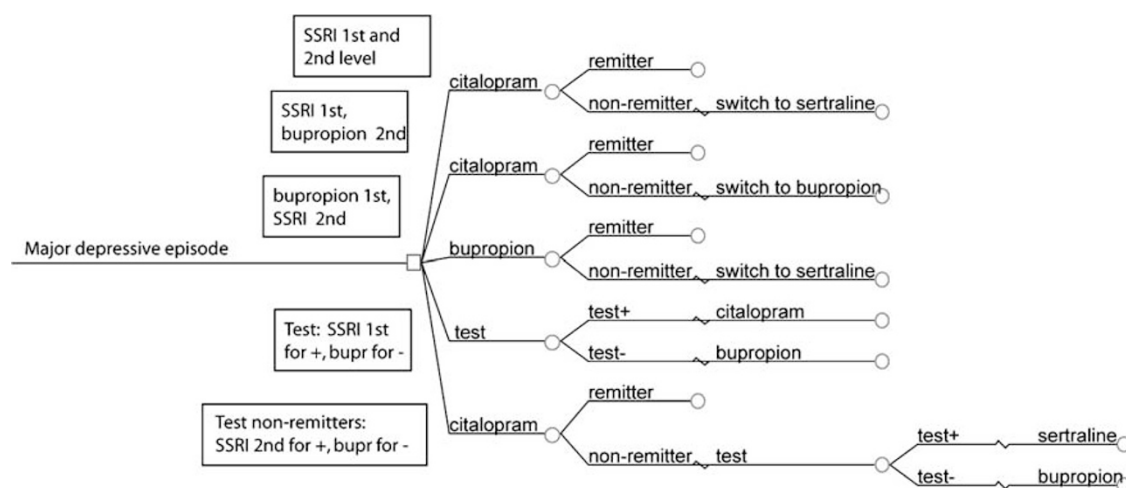 SSRI 1st and
2nd level
citalopram
remitter
non-remitter
switch to sertraline
SSRI 1st,
bupropion 2nd
citalopram
remitter
non-remitter
switch to bupropion
bupropion 1st,
SSRI 2nd
Major depressive episode
bupropion
remitter
non-remitter
switch to sertraline
Test: SSRI 1st
for +, bupr for -
test
test+
citalopram
test-
bupropion
Test non-remitters:
SSRI 2nd for +, bupr for -
citalopram
remitter
non-remitter
test
test+
sertraline
test-
bupropion